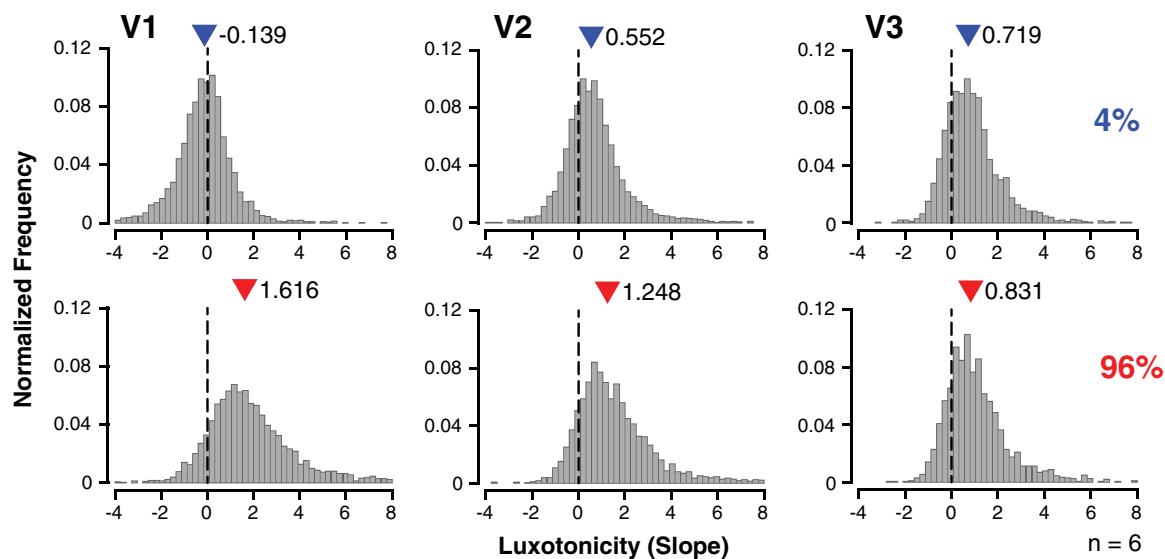 V1 -0.139 V2 0.552 V3 0.719
0.12 0.12 0.12
0.08 0.08 0.08
4%
0.04 0.04 0.04
0 0 0
-4 -2 0 2 4 6 8 -4 -2 0 2 4 6 8 -4 -2 0 2 4 6 8
1.616 1.248 0.831
0.12 0.12 0.12
0.08 0.08 0.08
96%
0.04 0.04 0.04
0 0 0
-4 -2 0 2 4 6 8 -4 -2 0 2 4 6 8 -4 -2 0 2 4 6 8
Normalized Frequency
Luxotonicity (Slope)
n = 6